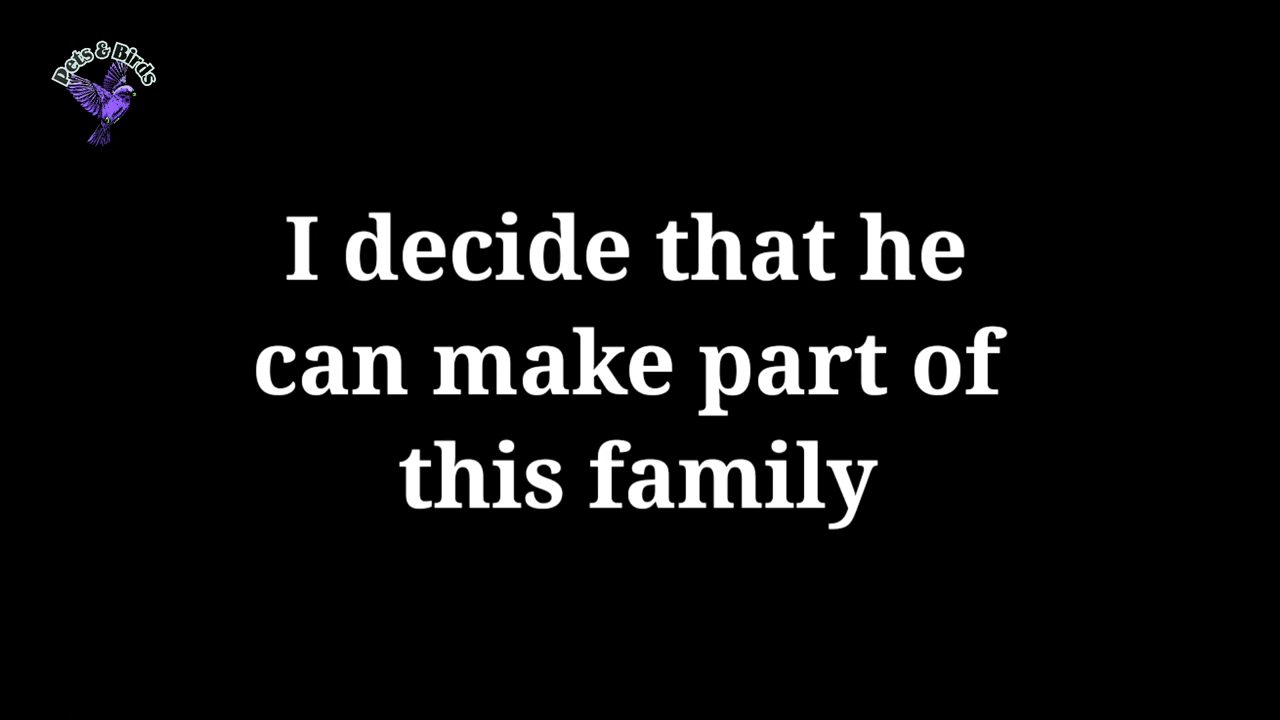 Pets & Birds
I decide that he
can make part of
this family